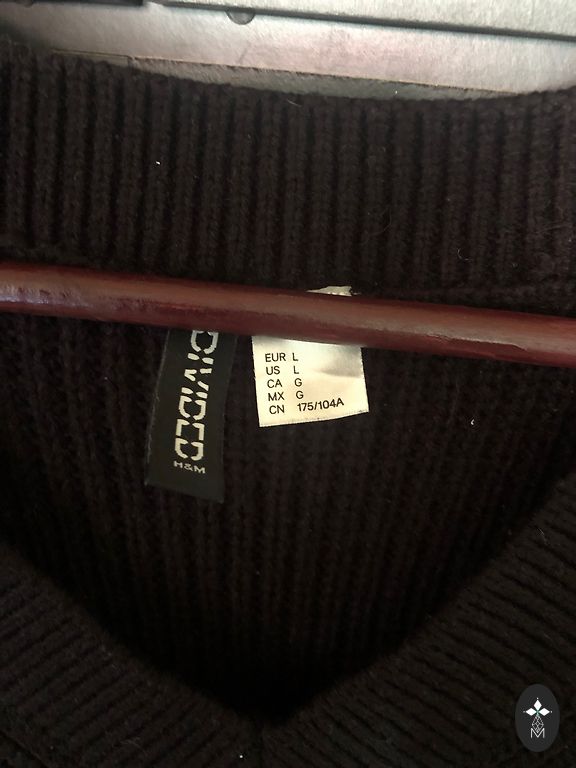 DIVIDED
H&M
EUR L
US L
CA G
MX G
CN 175/104A
M